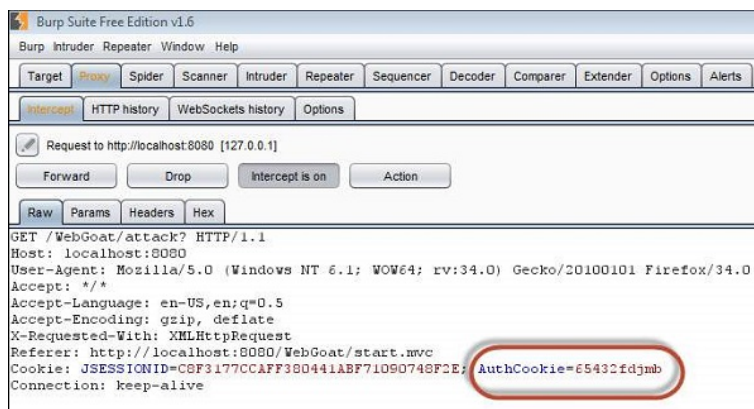 Burp Suite Free Edition v1.6
Burp Intruder Repeater Window Help
Target Proxy Spider Scanner Intruder Repeater Sequencer Decoder Comparer Extender Options Alerts
Intercept HTTP history WebSockets history Options
Request to http://localhost:8080 [127.0.0.1]
Forward Drop Intercept is on Action
Raw Params Headers Hex
GET /WebGoat/attack? HTTP/1.1
Host: localhost:8080
User-Agent: Mozilla/5.0 (Windows NT 6.1; WOW64; rv:34.0) Gecko/20100101 Firefox/34.0
Accept: */*
Accept-Language: en-US,en;q=0.5
Accept-Encoding: gzip, deflate
X-Requested-With: XMLHttpRequest
Referer: http://localhost:8080/WebGoat/start.mvc
Cookie: JSESSIONID=C8F3177CCAFF380441ABF71090748F2E; AuthCookie=65432fdjmb
Connection: keep-alive